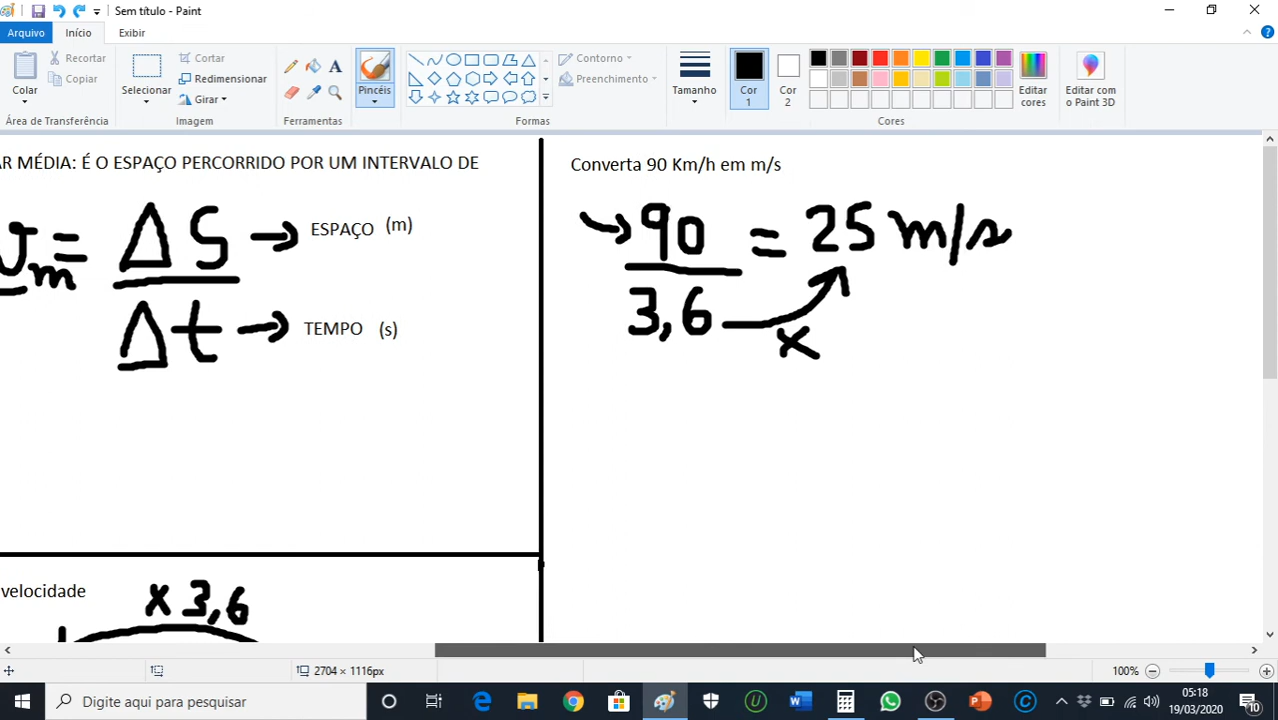 Sem título - Paint
Arquivo Início Exibir
Colar
Recortar
Copiar
Área de Transferência
Selecionar
Cortar
Redimensionar
Girar
Imagem
Ferramentas
Pincéis
Contorno
Preenchimento
Formas
Tamanho
Cor 1
Cor 2
Editar cores
Editar com o Paint 3D
Cores
AR MÉDIA: É O ESPAÇO PERCORRIDO POR UM INTERVALO DE
Vm = ΔS → ESPAÇO (m)
Δt → TEMPO (s)
velocidade
x 3,6
Converta 90 Km/h em m/s
90 = 25 m/s
3,6 x
2704 × 1116px
100%
Digite aqui para pesquisar
05:18
19/03/2020
10